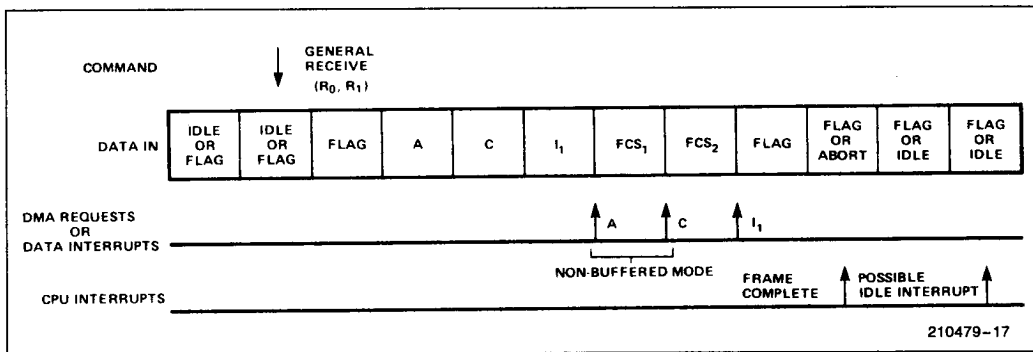 COMMAND
GENERAL
RECEIVE
(R₀, R₁)
DATA IN
IDLE OR FLAG
IDLE OR FLAG
FLAG
A
C
I₁
FCS₁
FCS₂
FLAG
FLAG OR ABORT
FLAG OR IDLE
FLAG OR IDLE
DMA REQUESTS
OR
DATA INTERRUPTS
A
C
I₁
NON-BUFFERED MODE
CPU INTERRUPTS
FRAME
COMPLETE
POSSIBLE
IDLE INTERRUPT
210479-17